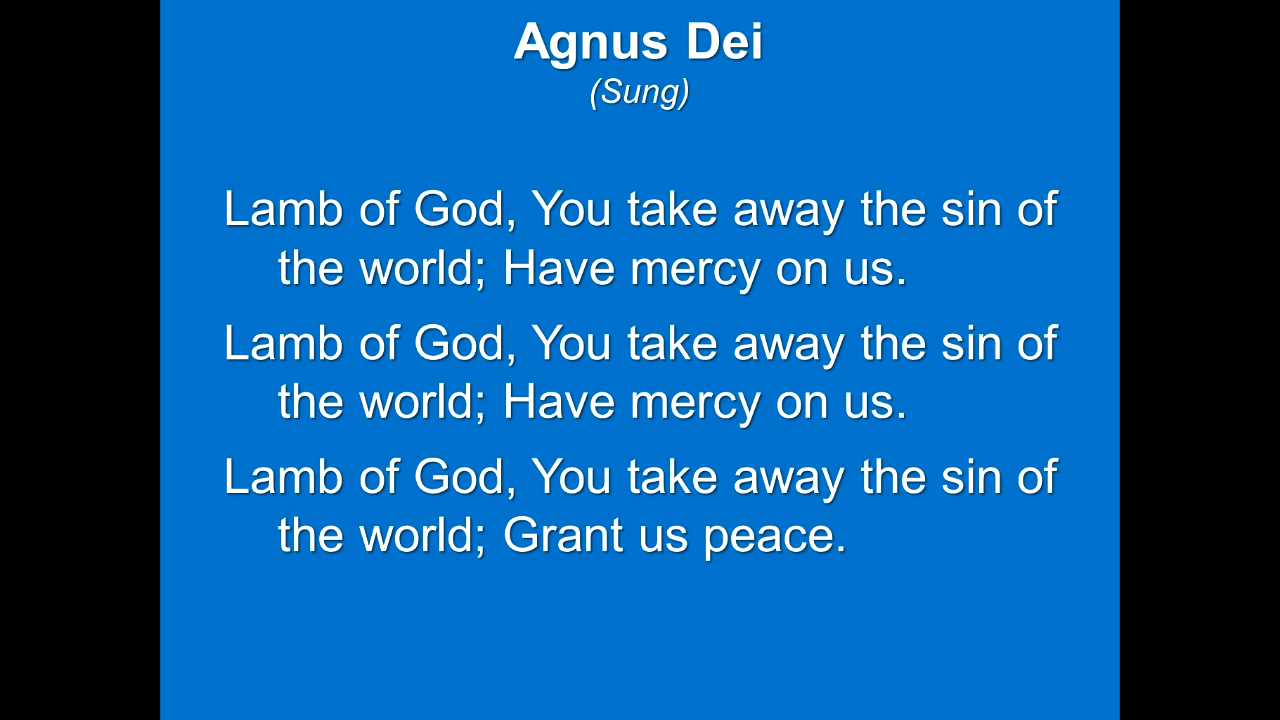 Agnus Dei
(Sung)
Lamb of God, You take away the sin of
the world; Have mercy on us.
Lamb of God, You take away the sin of
the world; Have mercy on us.
Lamb of God, You take away the sin of
the world; Grant us peace.